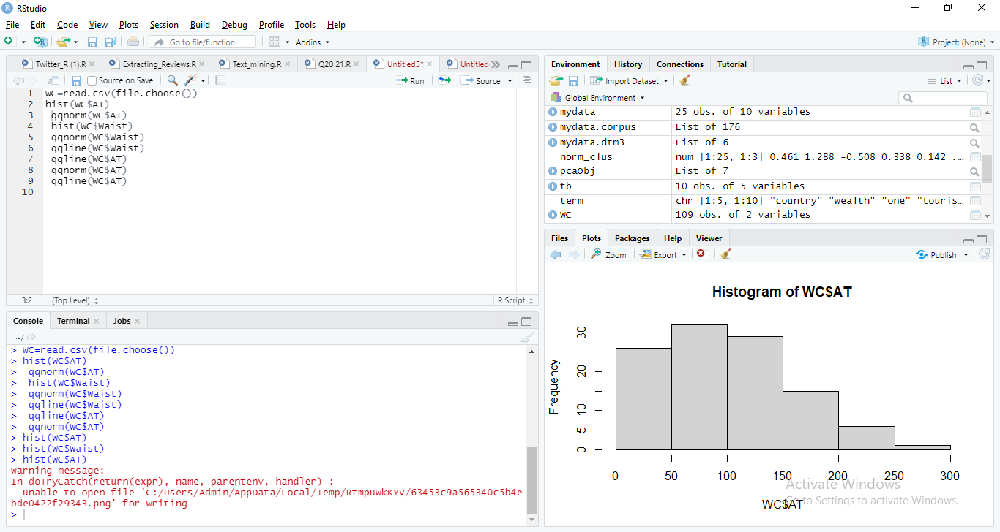 RStudio
File Edit Code View Plots Session Build Debug Profile Tools Help
Go to file/function Addins Project: (None)
Twitter_R (1).R Extracting_Reviews.R Text_mining.R Q20 21.R Untitled5* Untitled
Source on Save Run Source
1 WC=read.csv(file.choose())
2 hist(WC$AT)
3 qqnorm(WC$AT)
4 hist(WC$Waist)
5 qqnorm(WC$Waist)
6 qqline(WC$Waist)
7 qqline(WC$AT)
8 qqnorm(WC$AT)
9 qqline(WC$AT)
10
3:2 (Top Level) R Script
Console Terminal Jobs
~/
> WC=read.csv(file.choose())
> hist(WC$AT)
> qqnorm(WC$AT)
> hist(WC$Waist)
> qqnorm(WC$Waist)
> qqline(WC$Waist)
> qqline(WC$AT)
> qqnorm(WC$AT)
> hist(WC$AT)
> hist(WC$Waist)
> hist(WC$AT)
Warning message:
In doTryCatch(return(expr), name, parentenv, handler) :
unable to open file 'C:/Users/Admin/AppData/Local/Temp/RtmpuwkKYV/63453c9a565340c5b4e
bde0422f29343.png' for writing
>
Environment History Connections Tutorial
Import Dataset List
Global Environment
mydata 25 obs. of 10 variables
mydata.corpus List of 176
mydata.dtm3 List of 6
norm_clus num [1:25, 1:3] 0.461 1.288 -0.508 0.338 0.142 ...
pcaObj List of 7
tb 10 obs. of 5 variables
term chr [1:5, 1:10] "country" "wealth" "one" "touris...
WC 109 obs. of 2 variables
Files Plots Packages Help Viewer
Zoom Export Publish
Histogram of WC$AT
Frequency
30
20
10
5
0
0 50 100 150 200 250 300
WC$AT
Activate Windows
Go to Settings to activate Windows.